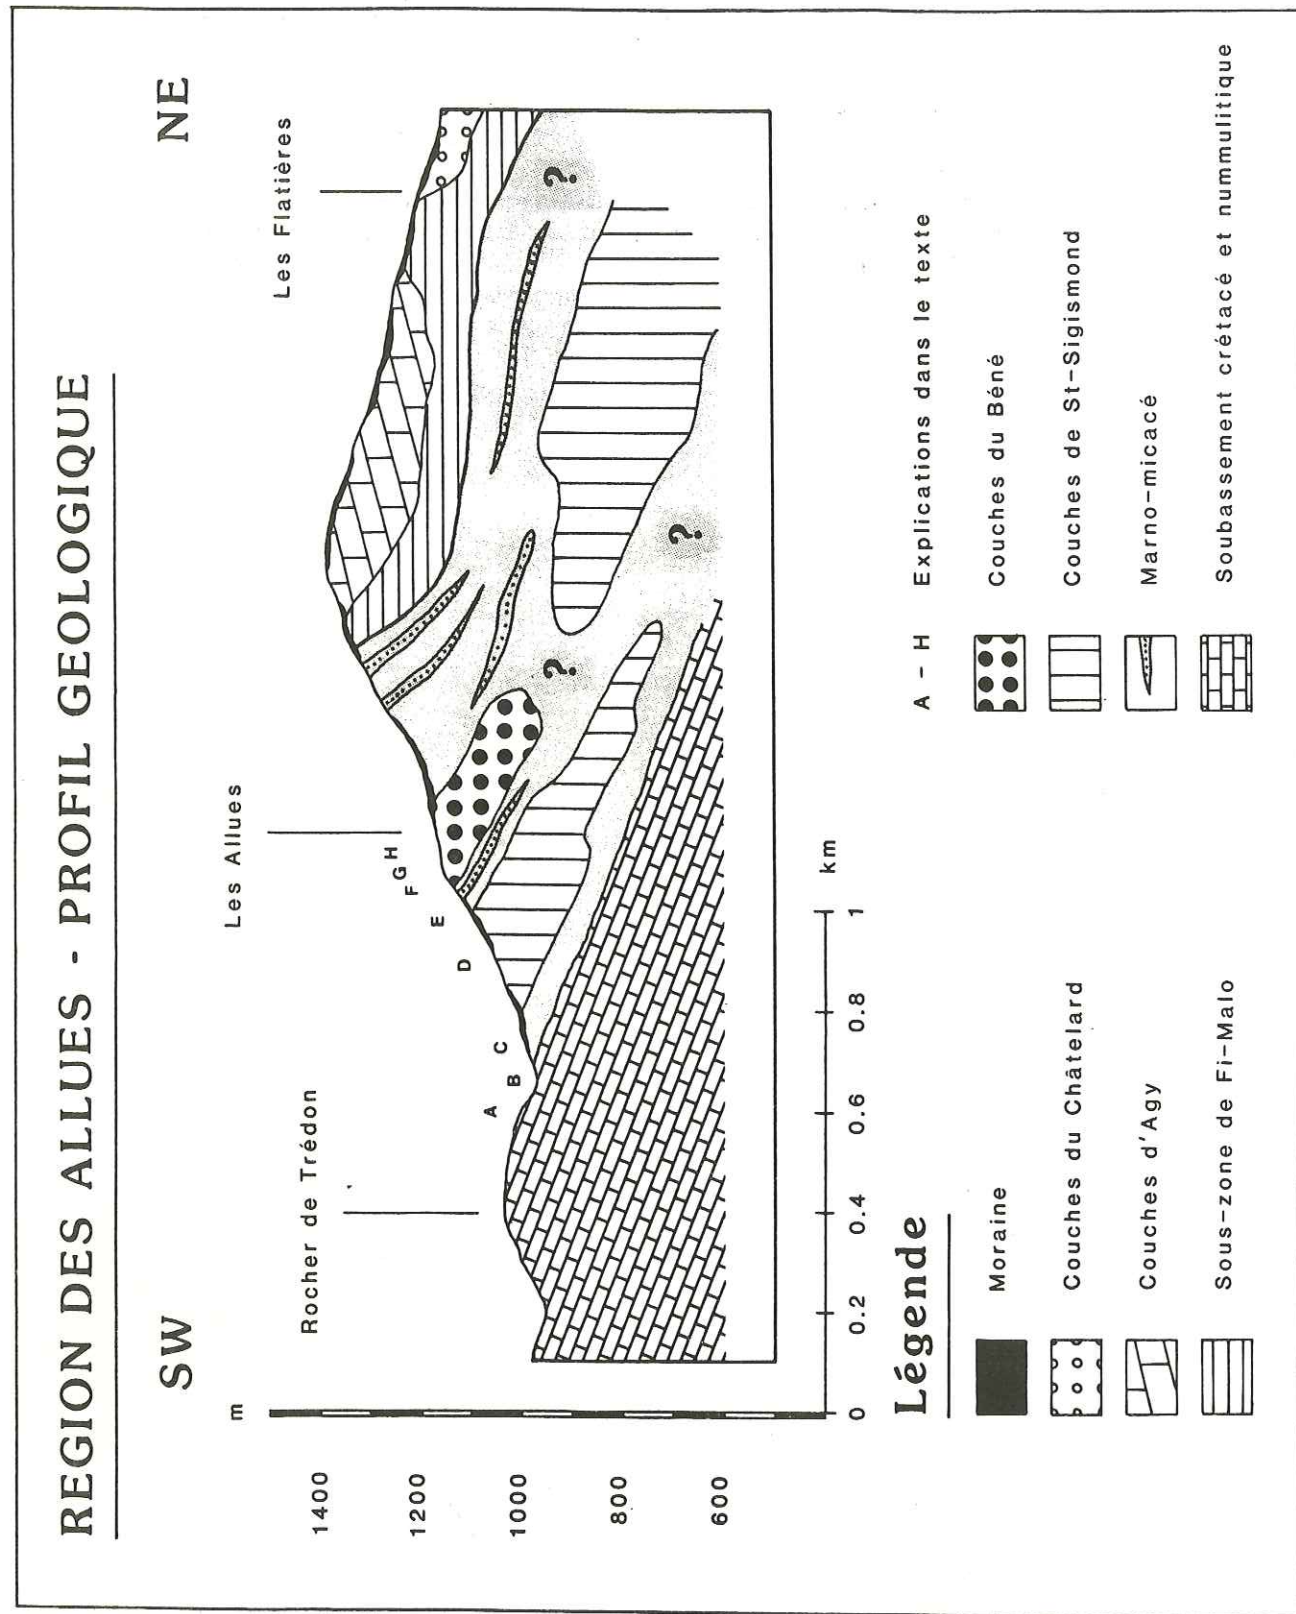 REGION DES ALLUES - PROFIL GEOLOGIQUE
SW
NE
m
Rocher de Trédon
Les Allues
Les Flatières
1400
1200
1000
800
600
A
B
C
D
E
F
G
H
?
?
?
0
0.2
0.4
0.6
0.8
1
km
Légende
A - H Explications dans le texte
Moraine
Couches du Béné
Couches du Châtelard
Couches de St-Sigismond
Couches d'Agy
Marno-micacé
Sous-zone de Fi-Malo
Soubassement crétacé et nummulitique